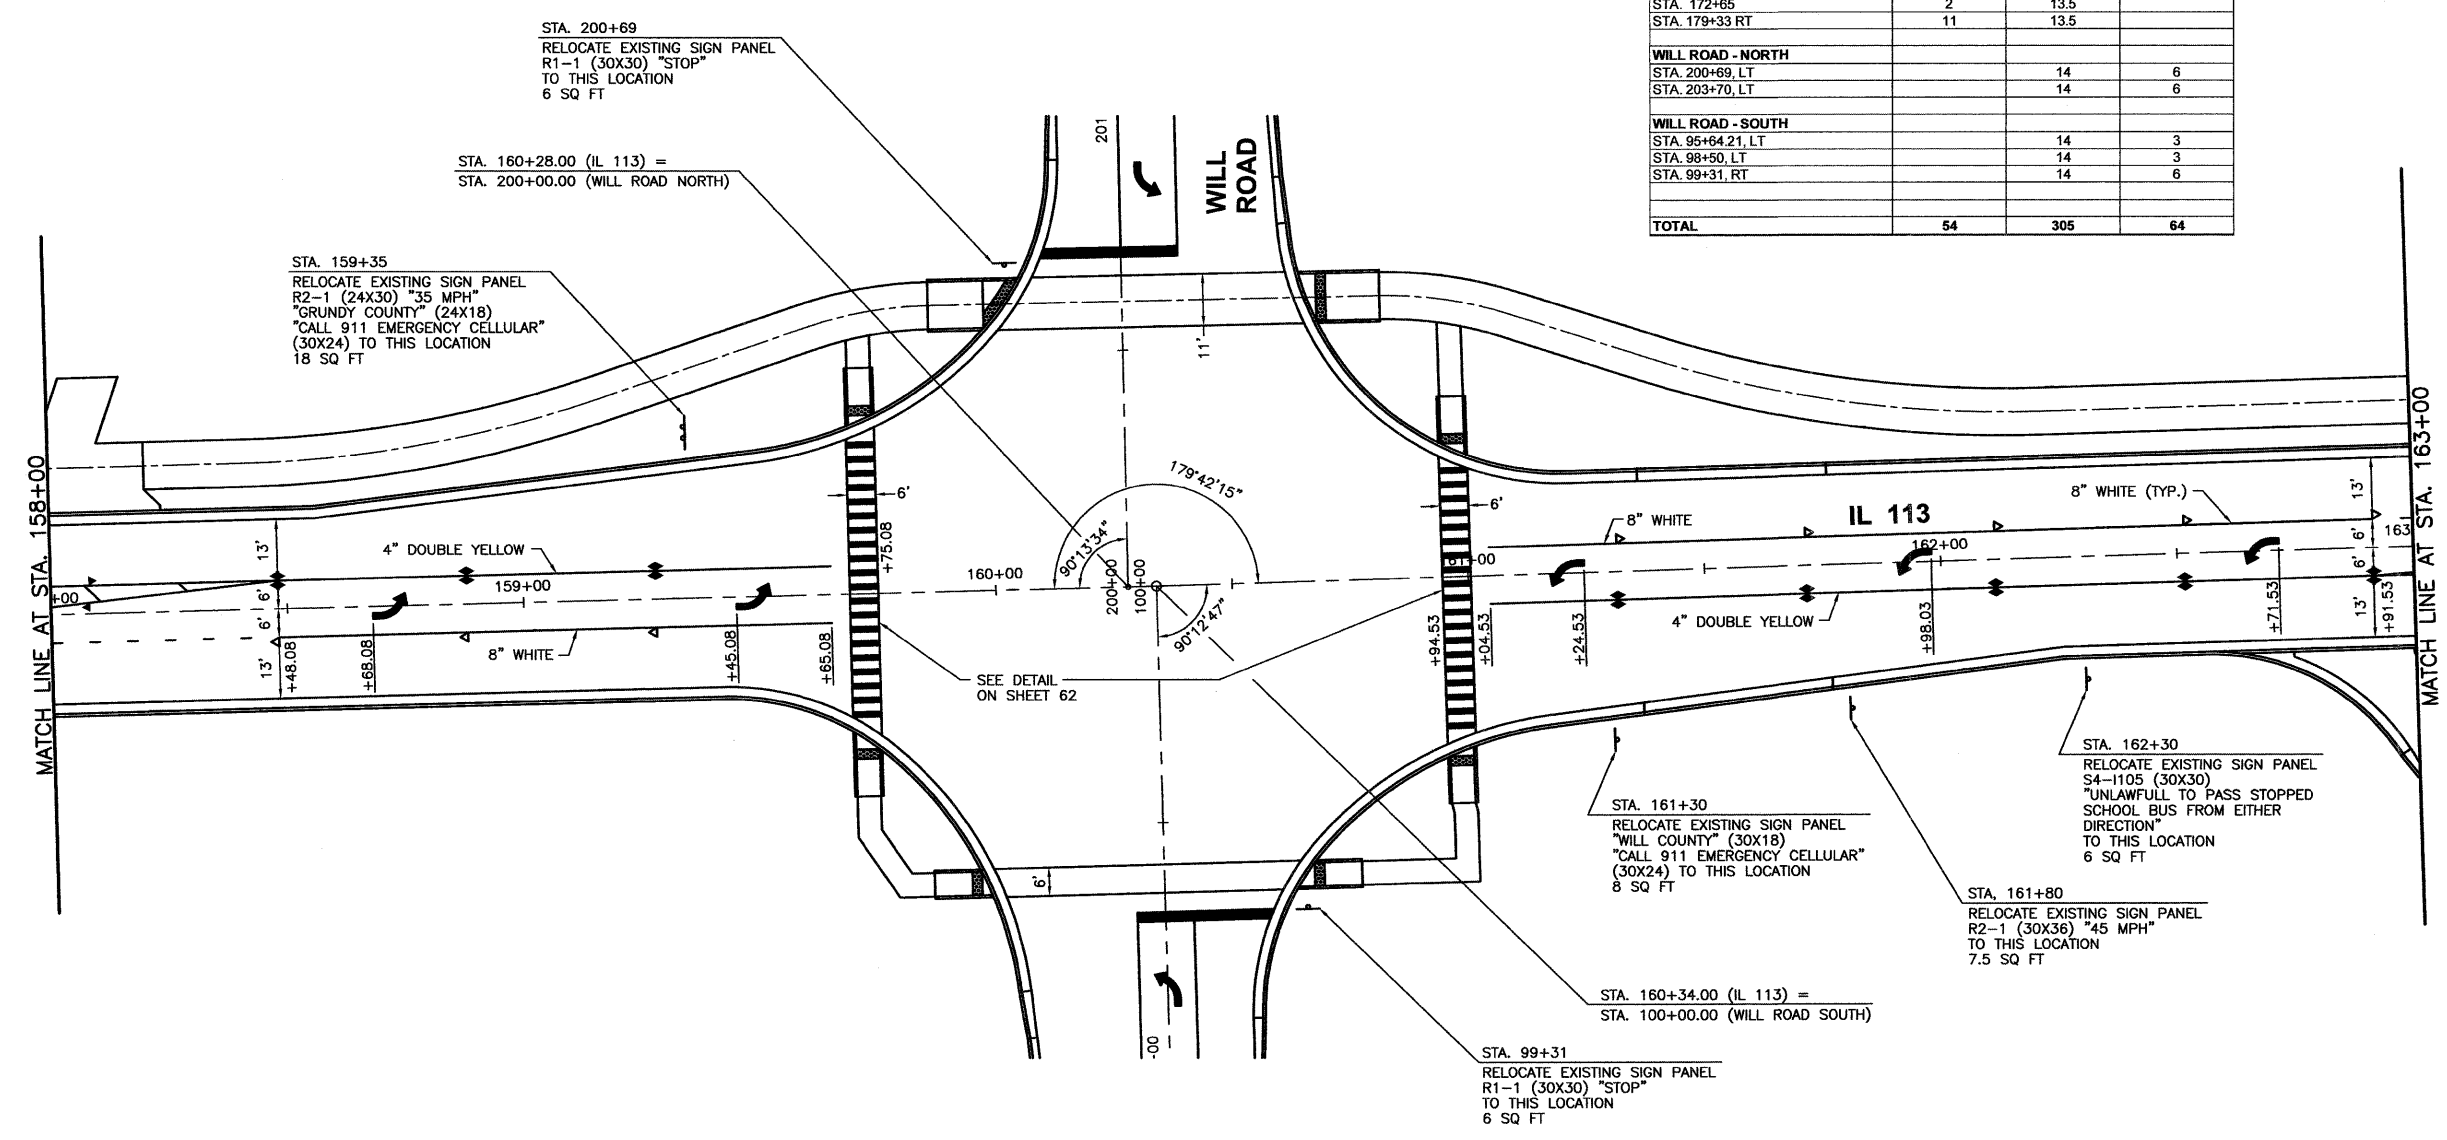 STA. 200+69
RELOCATE EXISTING SIGN PANEL
R1-1 (30X30) "STOP"
TO THIS LOCATION
6 SQ FT
STA. 160+28.00 (IL 113) =
STA. 200+00.00 (WILL ROAD NORTH)
STA. 159+35
RELOCATE EXISTING SIGN PANEL
R2-1 (24X30) "35 MPH"
"GRUNDY COUNTY" (24X18)
"CALL 911 EMERGENCY CELLULAR"
(30X24) TO THIS LOCATION
18 SQ FT
STA. 172+65 2 13.5
STA. 179+33 RT 11 13.5
WILL ROAD - NORTH
STA. 200+69, LT 14 6
STA. 203+70, LT 14 6
WILL ROAD - SOUTH
STA. 95+64.21, LT 14 3
STA. 98+50, LT 14 3
STA. 99+31, RT 14 6
TOTAL 54 305 64
201
WILL
ROAD
11'
MATCH LINE AT STA. 158+00
+00
13'
6'
6'
13'
4" DOUBLE YELLOW
159+00
8" WHITE
+48.08
+68.08
+45.08
+65.08
6'
+75.08
160+00
90°13'34"
179°42'15"
200+00
100+00
90°12'47"
SEE DETAIL
ON SHEET 62
6'
61+00
+94.53
+04.53
+24.53
8" WHITE
IL 113
8" WHITE (TYP.)
162+00
4" DOUBLE YELLOW
+98.03
+71.53
+91.53
13'
6'
6'
13'
163
MATCH LINE AT STA. 163+00
6'
-00
STA. 162+30
RELOCATE EXISTING SIGN PANEL
S4-I105 (30X30)
"UNLAWFULL TO PASS STOPPED
SCHOOL BUS FROM EITHER
DIRECTION"
TO THIS LOCATION
6 SQ FT
STA. 161+30
RELOCATE EXISTING SIGN PANEL
"WILL COUNTY" (30X18)
"CALL 911 EMERGENCY CELLULAR"
(30X24) TO THIS LOCATION
8 SQ FT
STA, 161+80
RELOCATE EXISTING SIGN PANEL
R2-1 (30X36) "45 MPH"
TO THIS LOCATION
7.5 SQ FT
STA. 160+34.00 (IL 113) =
STA. 100+00.00 (WILL ROAD SOUTH)
STA. 99+31
RELOCATE EXISTING SIGN PANEL
R1-1 (30X30) "STOP"
TO THIS LOCATION
6 SQ FT